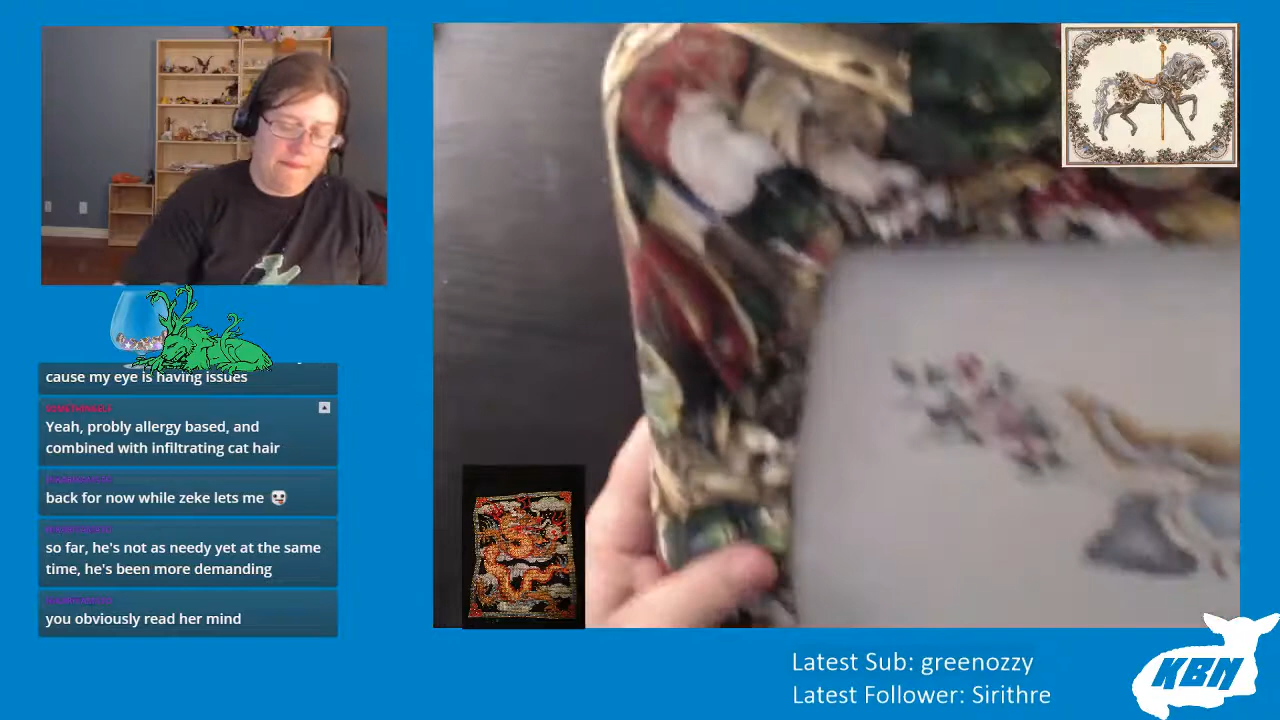 cause my eye is having issues
Yeah, probly allergy based, and
combined with infiltrating cat hair
back for now while zeke lets me
so far, he's not as needy yet at the same
time, he's been more demanding
you obviously read her mind
Latest Sub: greenozzy
Latest Follower: Sirithre
KBN